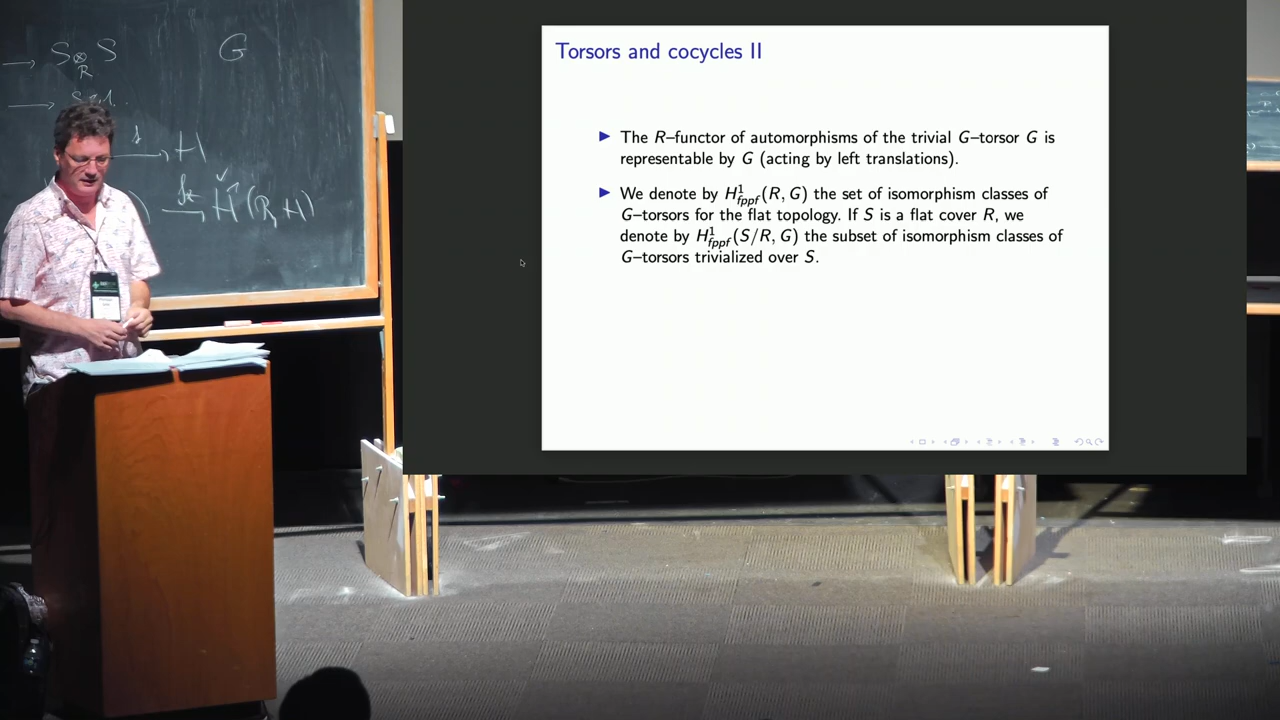 → S ⊗ S G
R
→
f
→ H
) f* → Ȟ¹(R, H)
Torsors and cocycles II
▶ The R–functor of automorphisms of the trivial G–torsor G is
representable by G (acting by left translations).
▶ We denote by H¹fppf(R, G) the set of isomorphism classes of
G–torsors for the flat topology. If S is a flat cover R, we
denote by H¹fppf(S/R, G) the subset of isomorphism classes of
G–torsors trivialized over S.